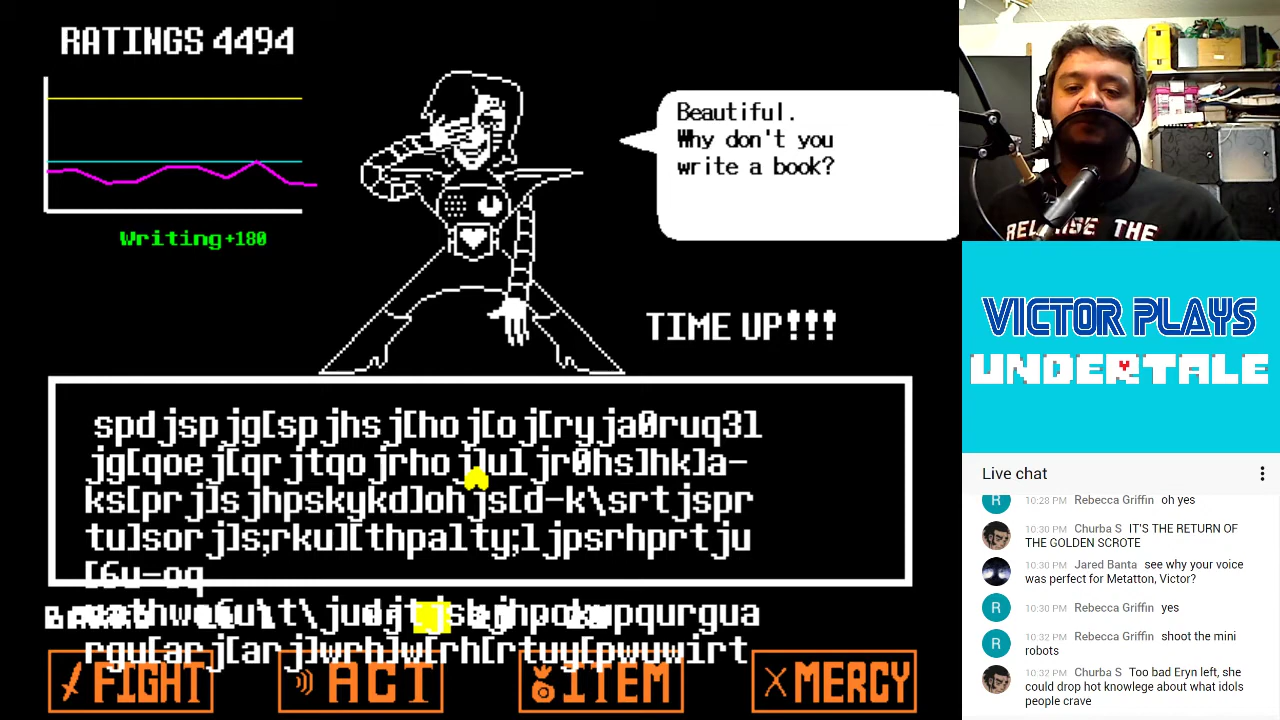 RATINGS 4494
Writing+180
Beautiful.
Why don't you
write a book?
TIME UP!!!
spdjspjg[spjhsj[hoj[oj[ryja0ruq3l
jg[qoej[qrjtqojrhoj]uljr0hs]hk]a-
ks[prj]sjhpskykd]ohjs[d-k\srtjspr
tu]sorj]s;rku][thpalty;ljpsrhprtju
[6u-oq
FIGHT
ACT
ITEM
MERCY
VICTOR PLAYS
UNDERTALE
Live chat
10:28 PM Rebecca Griffin oh yes
10:30 PM Churba S IT'S THE RETURN OF
THE GOLDEN SCROTE
10:30 PM Jared Banta see why your voice
was perfect for Metatton, Victor?
10:30 PM Rebecca Griffin yes
10:32 PM Rebecca Griffin shoot the mini
robots
10:32 PM Churba S Too bad Eryn left, she
could drop hot knowlege about what idols
people crave